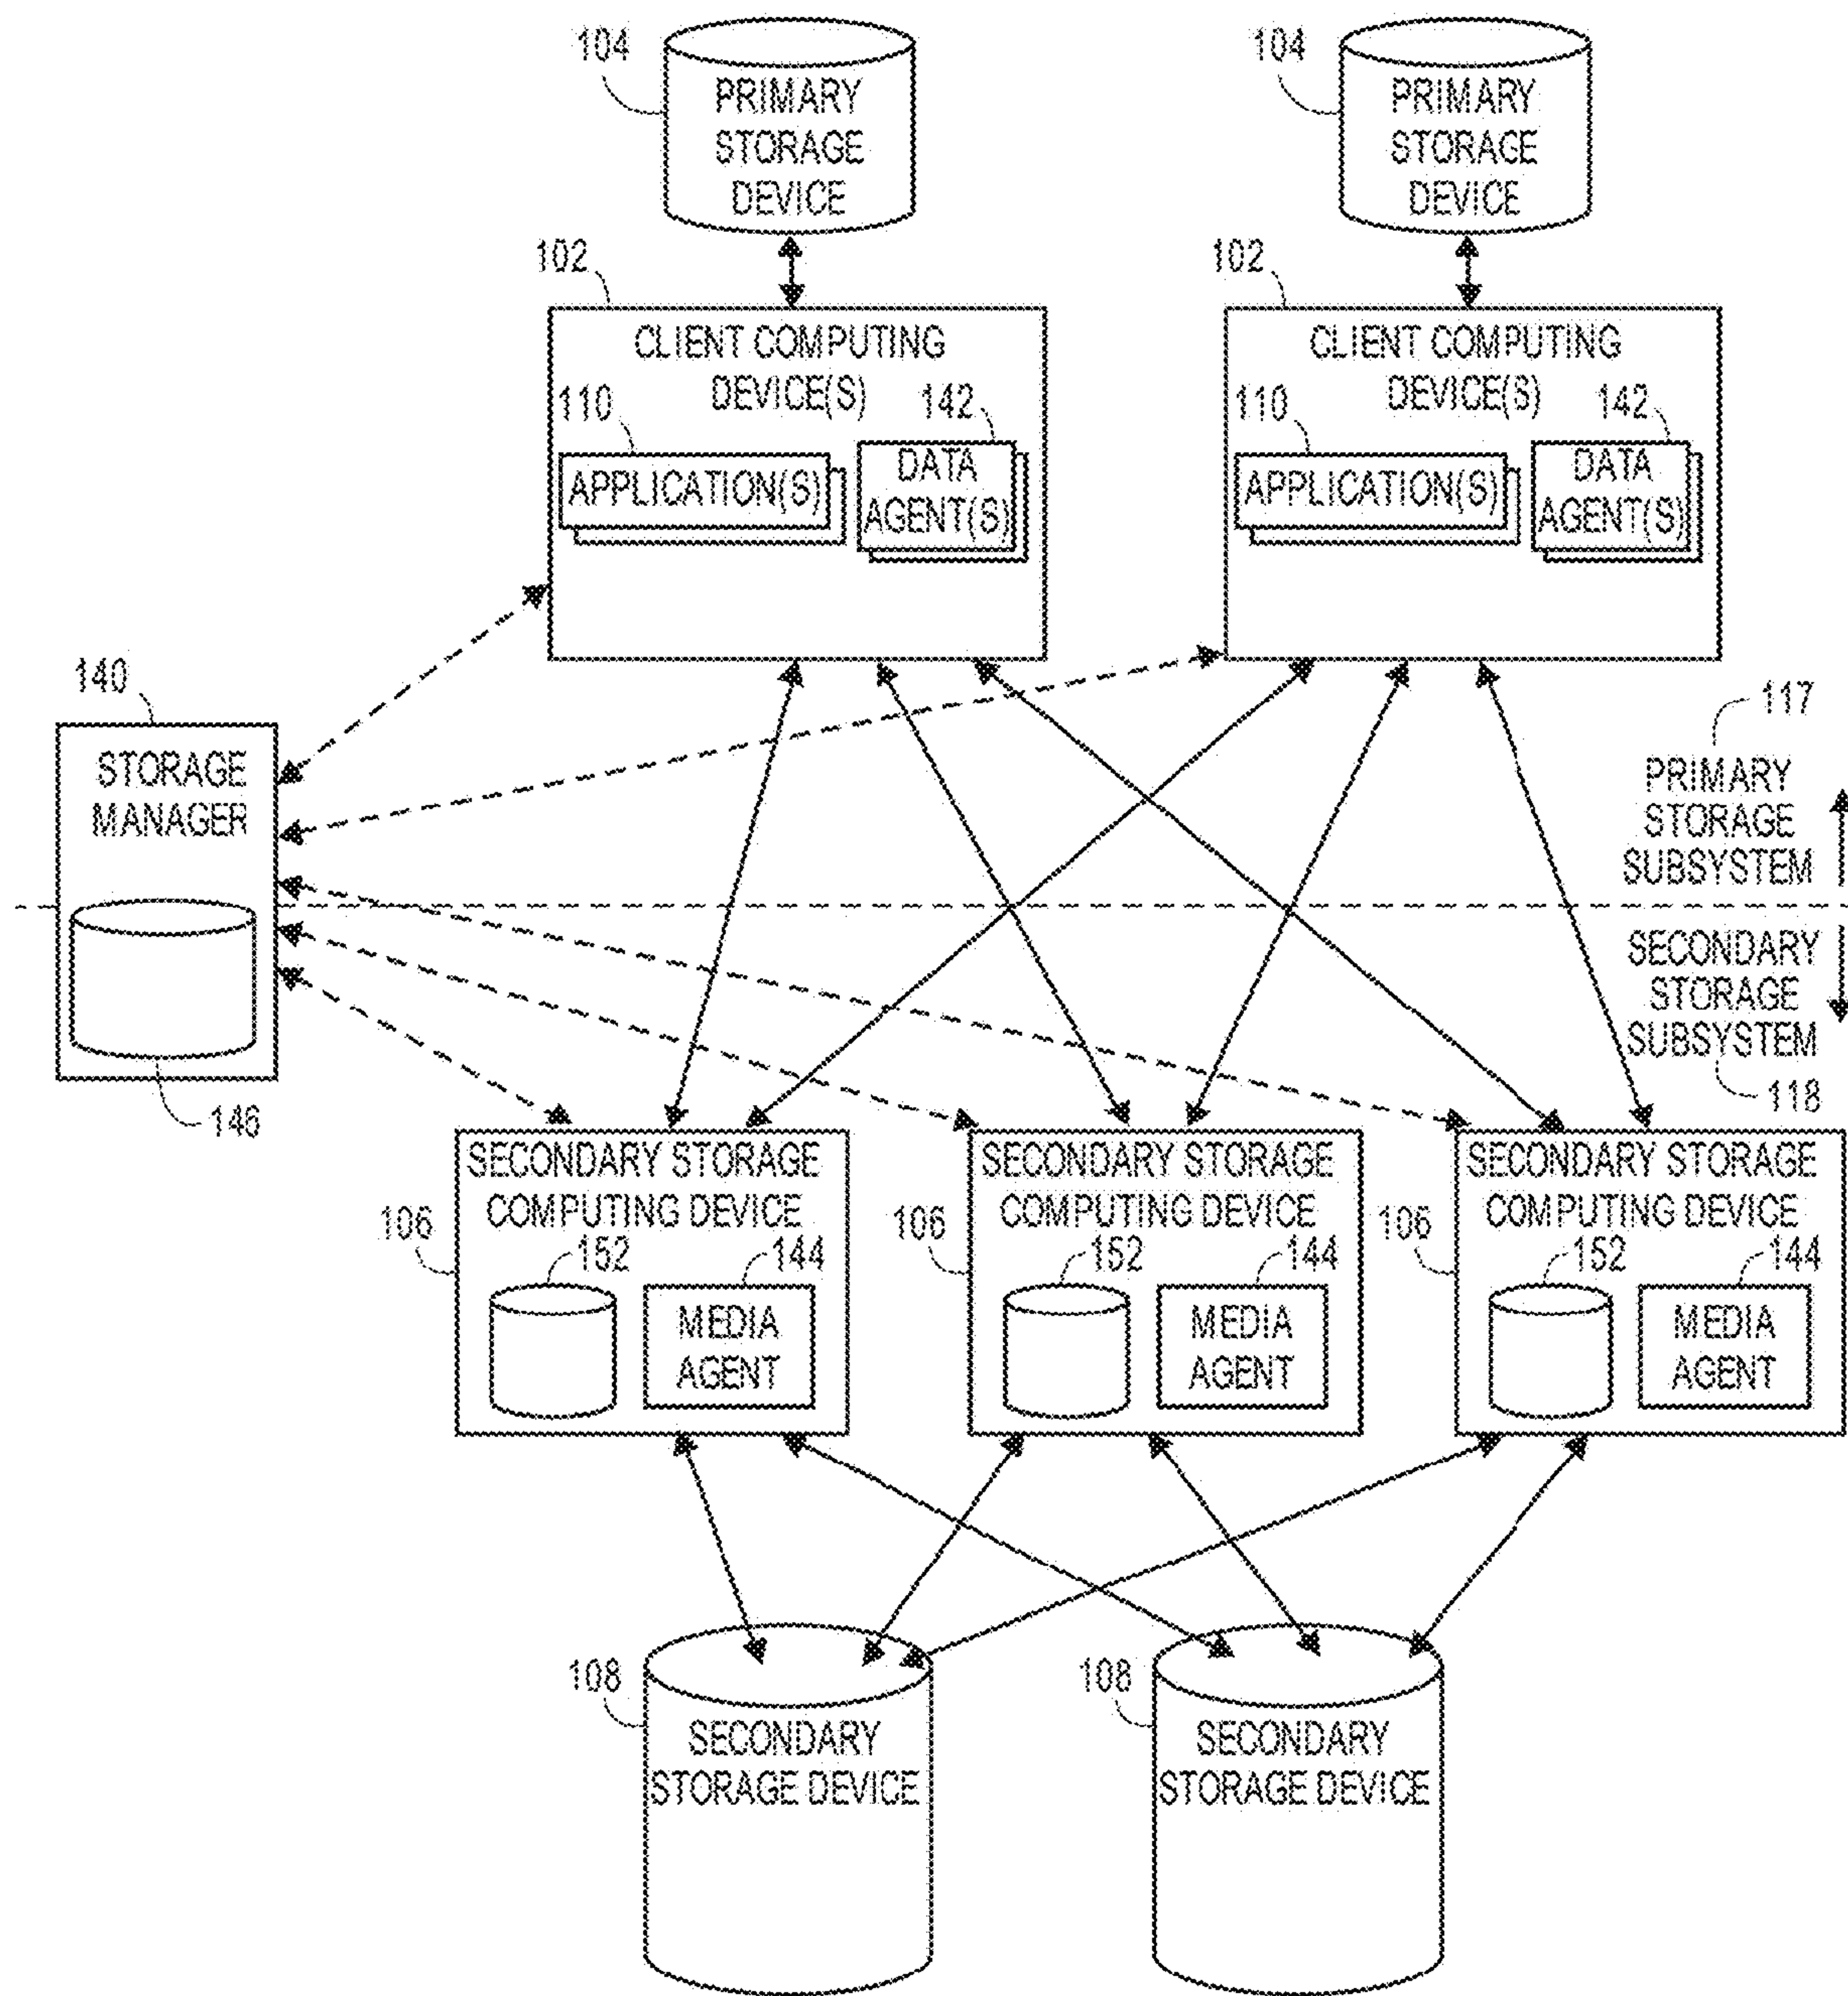 104
PRIMARY
STORAGE
DEVICE
104
PRIMARY
STORAGE
DEVICE
102
CLIENT COMPUTING
DEVICE(S)
110
142
APPLICATION(S)
DATA
AGENT(S)
102
CLIENT COMPUTING
DEVICE(S)
110
142
APPLICATION(S)
DATA
AGENT(S)
140
STORAGE
MANAGER
146
117
PRIMARY
STORAGE
SUBSYSTEM
SECONDARY
STORAGE
SUBSYSTEM
118
106
SECONDARY STORAGE
COMPUTING DEVICE
152
144
MEDIA
AGENT
106
SECONDARY STORAGE
COMPUTING DEVICE
152
144
MEDIA
AGENT
106
SECONDARY STORAGE
COMPUTING DEVICE
152
144
MEDIA
AGENT
108
SECONDARY
STORAGE DEVICE
108
SECONDARY
STORAGE DEVICE